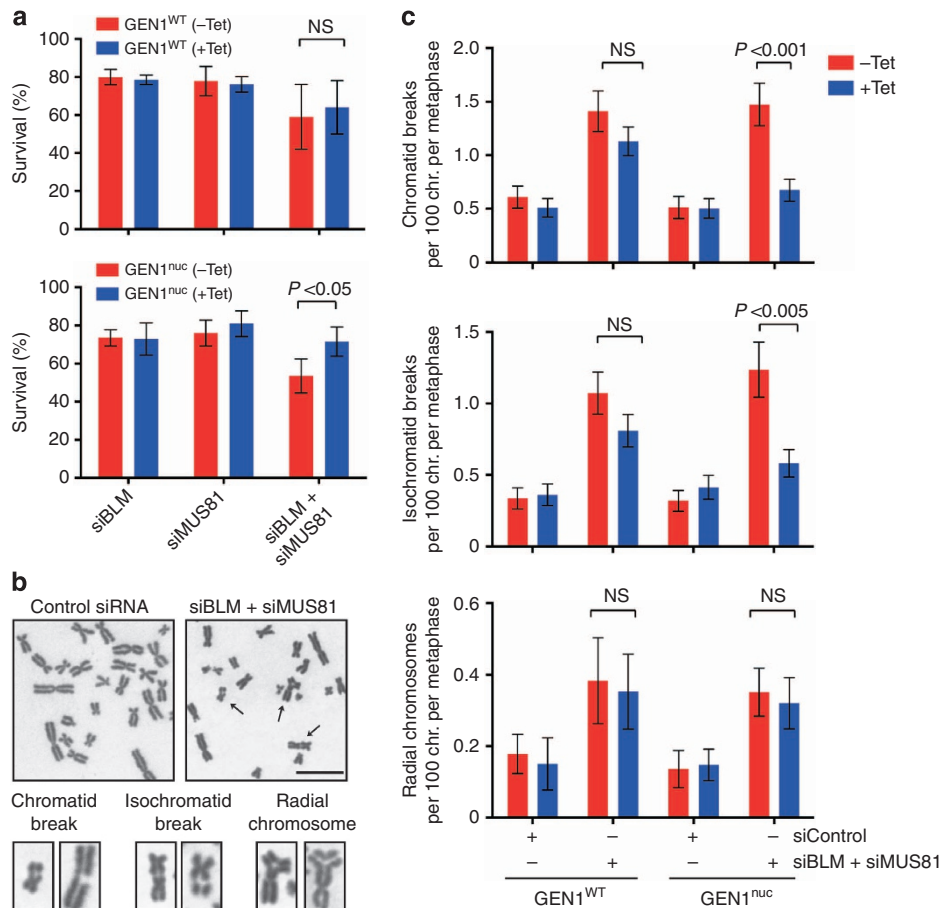 a
GEN1WT (–Tet)
GEN1WT (+Tet)
NS
Survival (%)
100
80
60
40
20
0
GEN1nuc (–Tet)
GEN1nuc (+Tet)
P <0.05
Survival (%)
100
80
60
40
20
0
siBLM
siMUS81
siBLM +
siMUS81
b
Control siRNA
siBLM + siMUS81
Chromatid
break
Isochromatid
break
Radial
chromosome
c
–Tet
+Tet
Chromatid breaks
per 100 chr. per metaphase
2.0
1.5
1.0
0.5
0
NS
P <0.001
Isochromatid breaks
per 100 chr. per metaphase
1.5
1.0
0.5
0
NS
P <0.005
Radial chromosomes
per 100 chr. per metaphase
0.6
0.4
0.2
0
NS
NS
+ – + – siControl
– + – + siBLM + siMUS81
GEN1WT
GEN1nuc